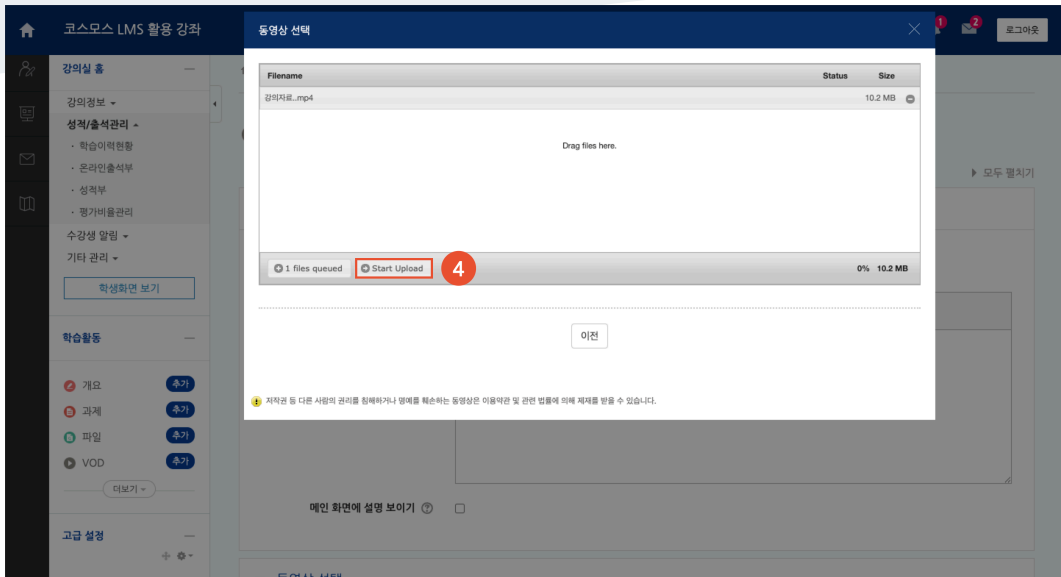 코스모스 LMS 활용 강좌
1
2
로그아웃
동영상 선택
강의실 홈
강의정보
성적/출석관리
· 학습이력현황
· 온라인출석부
· 성적부
· 평가비율관리
수강생 알림
기타 관리
학생화면 보기
학습활동
개요 추가
과제 추가
파일 추가
VOD 추가
더보기
고급 설정
Filename Status Size
강의자료..mp4 10.2 MB
Drag files here.
1 files queued Start Upload 4 0% 10.2 MB
이전
저작권 등 다른 사람의 권리를 침해하거나 명예를 훼손하는 동영상은 이용약관 및 관련 법률에 의해 제재를 받을 수 있습니다.
모두 펼치기
메인 화면에 설명 보이기
동영상 선택